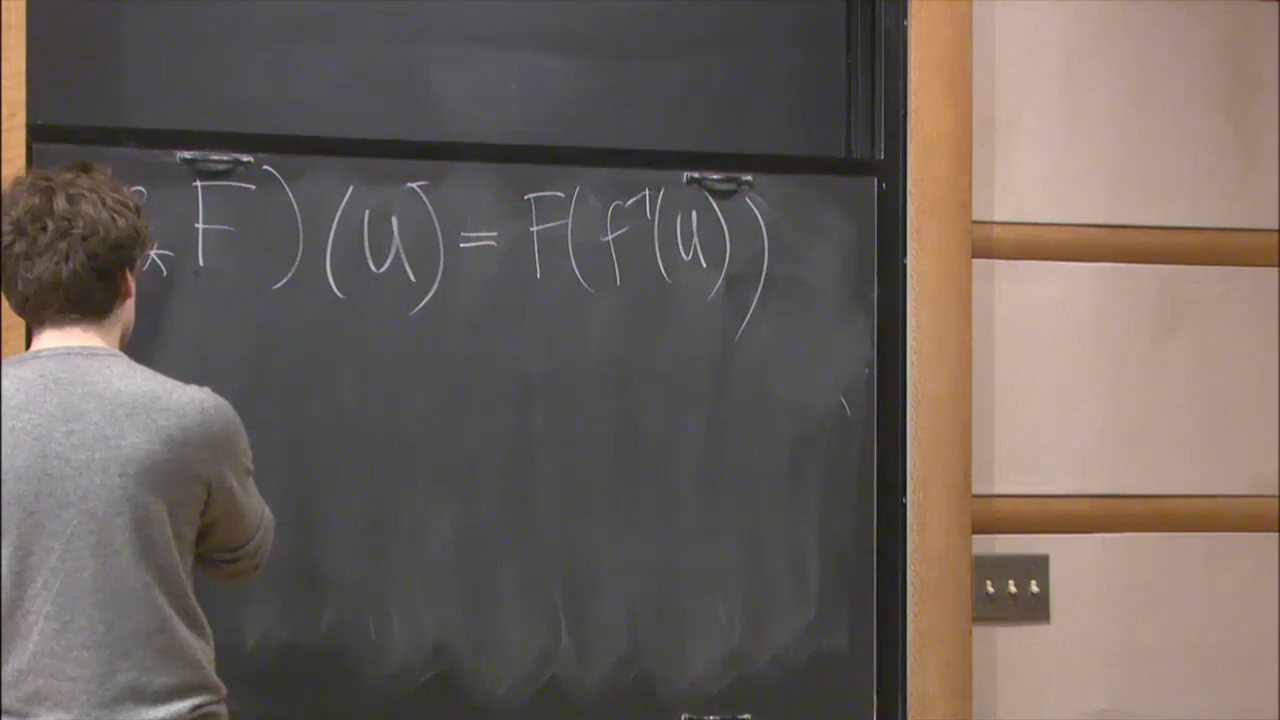 * F)(U) = F(f⁻¹(U))